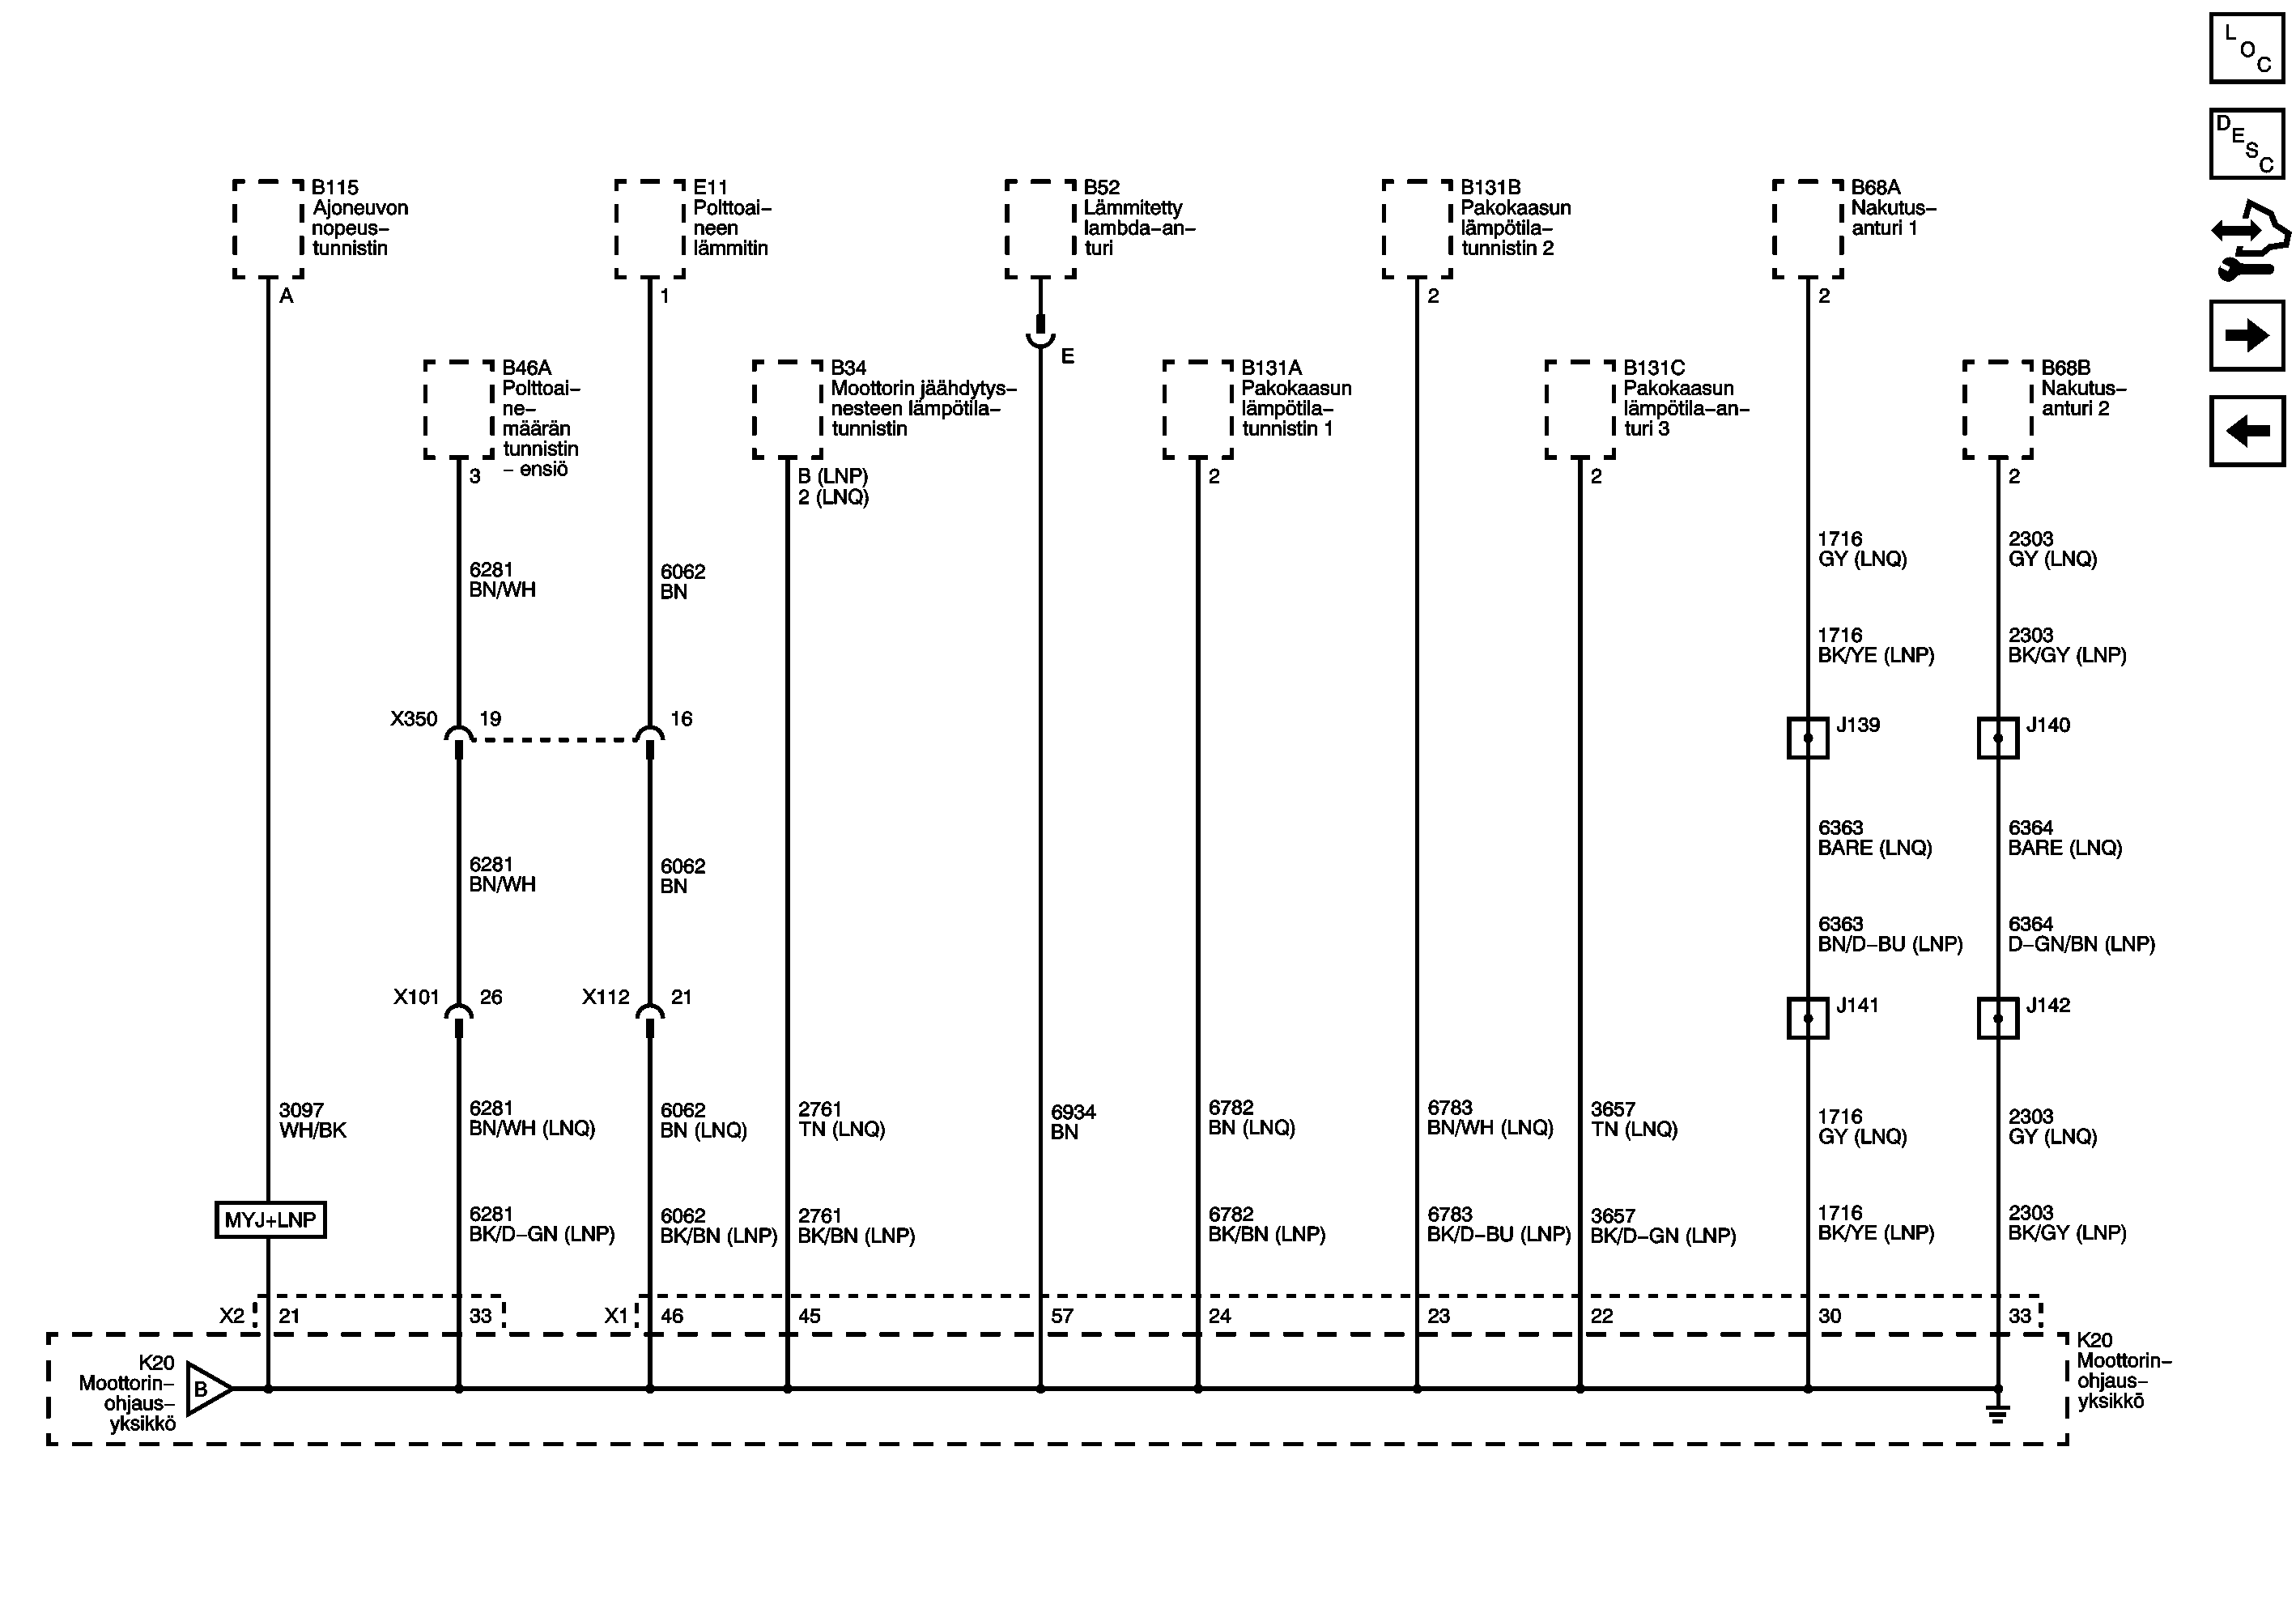 L
O
C
D
E
S
C
B115
Ajoneuvon
nopeus–
tunnistin
A
E11
Polttoai–
neen
lämmitin
1
B52
Lämmitetty
lambda–an–
turi
E
B131B
Pakokaasun
lämpötila–
tunnistin 2
2
B68A
Nakutus–
anturi 1
2
B46A
Polttoai–
ne–
määrän
tunnistin
– ensiö
3
B34
Moottorin jäähdytys–
nesteen lämpötila–
tunnistin
B (LNP)
2 (LNQ)
B131A
Pakokaasun
lämpötila–
tunnistin 1
2
B131C
Pakokaasun
lämpötila–an–
turi 3
2
B68B
Nakutus–
anturi 2
2
6281
BN/WH
6062
BN
1716
GY (LNQ)
2303
GY (LNQ)
1716
BK/YE (LNP)
2303
BK/GY (LNP)
X350
19
16
J139
J140
6281
BN/WH
6062
BN
6363
BARE (LNQ)
6364
BARE (LNQ)
6363
BN/D–BU (LNP)
6364
D–GN/BN (LNP)
X101
26
X112
21
J141
J142
3097
WH/BK
6281
BN/WH (LNQ)
6062
BN (LNQ)
2761
TN (LNQ)
6934
BN
6782
BN (LNQ)
6783
BN/WH (LNQ)
3657
TN (LNQ)
1716
GY (LNQ)
2303
GY (LNQ)
MYJ+LNP
6281
BK/D–GN (LNP)
6062
BK/BN (LNP)
2761
BK/BN (LNP)
6782
BK/BN (LNP)
6783
BK/D–BU (LNP)
3657
BK/D–GN (LNP)
1716
BK/YE (LNP)
2303
BK/GY (LNP)
X2
21
33
X1
46
45
57
24
23
22
30
33
K20
Moottorin–
ohjaus–
yksikkö
B
K20
Moottorin–
ohjaus–
yksikkö